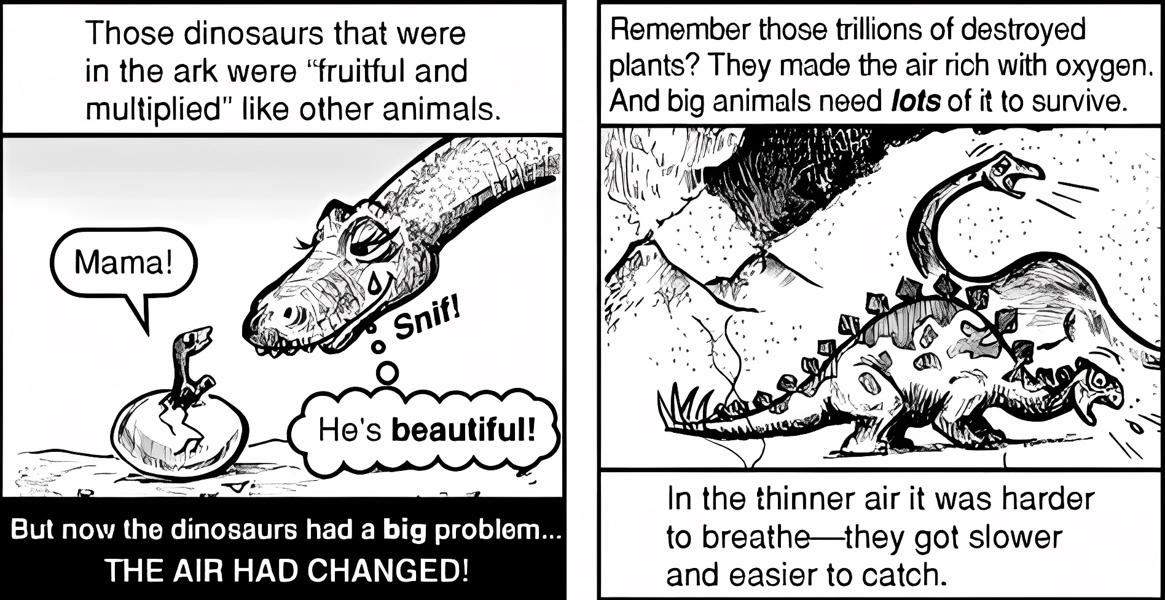 Those dinosaurs that were
in the ark were “fruitful and
multiplied” like other animals.
Mama!
Snif!
He's beautiful!
But now the dinosaurs had a big problem...
THE AIR HAD CHANGED!
Remember those trillions of destroyed
plants? They made the air rich with oxygen.
And big animals need lots of it to survive.
In the thinner air it was harder
to breathe—they got slower
and easier to catch.